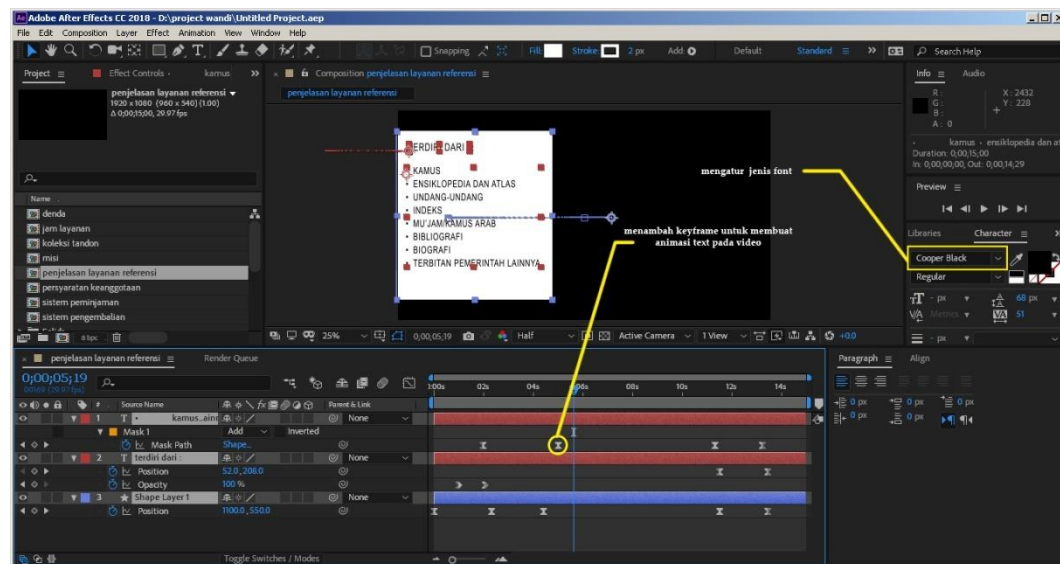 Adobe After Effects CC 2018 - D:\project wandi\Untitled Project.aep
File Edit Composition Layer Effect Animation View Window Help
Snapping Fill: Stroke: 2 px Add: Default Standard Search Help
Project Effect Controls - kamus
Composition penjelasan layanan referensi
penjelasan layanan referensi
1920 x 1080 (960 x 540) (1.00)
Δ 0;00;15;00, 29.97 fps
penjelasan layanan referensi
Name
denda
jam layanan
koleksi tandon
misi
penjelasan layanan referensi
persyaratan keanggotaan
sistem peminjaman
sistem pengembalian
8 bpc
ERDIRI DARI
KAMUS
• ENSIKLOPEDIA DAN ATLAS
• UNDANG-UNDANG
• INDEKS
• MU'JAM/KAMUS ARAB
• BIBLIOGRAFI
• BIOGRAFI
• TERBITAN PEMERINTAH LAINNYA
mengatur jenis font
menambah keyframe untuk membuat
animasi text pada video
25% 0;00;05;19 Half Active Camera 1 View +0.0
Info Audio
R :
G :
B :
A : 0
X : 2432
Y : 228
kamus - ensiklopedia dan at
Duration: 0;00;15;00
In: 0;00;00;00, Out: 0;00;14;29
Preview
Libraries Character
Cooper Black
Regular
- px 68 px
Metrics 51
- px
penjelasan layanan referensi Render Queue
0;00;05;19
00169 (29.97 fps)
# Source Name Parent & Link
1:00s 02s 04s 06s 08s 10s 12s 14s
1 T • kamus...ain None
Mask 1 Add Inverted
Mask Path Shape...
2 T terdiri dari : None
Position 52.0,208.0
Opacity 100 %
3 Shape Layer 1 None
Position 1100.0,550.0
Toggle Switches / Modes
Paragraph Align
0 px 0 px 0 px
0 px 0 px